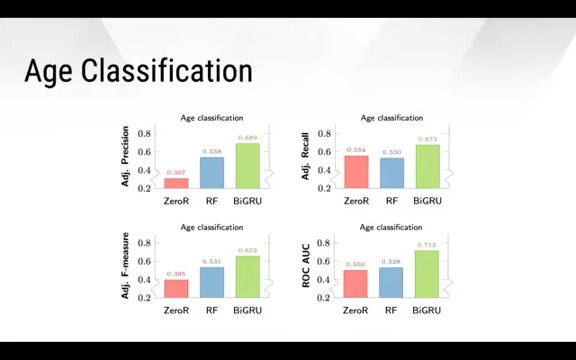 Age Classification
Age classification
Adj. Precision
0.8
0.6
0.4
0.2
0.307
0.538
0.689
ZeroR RF BiGRU
Age classification
Adj. Recall
0.8
0.6
0.4
0.2
0.554
0.530
0.673
ZeroR RF BiGRU
Age classification
Adj. F-measure
0.8
0.6
0.4
0.2
0.395
0.531
0.653
ZeroR RF BiGRU
Age classification
ROC AUC
0.8
0.6
0.4
0.2
0.500
0.528
0.712
ZeroR RF BiGRU